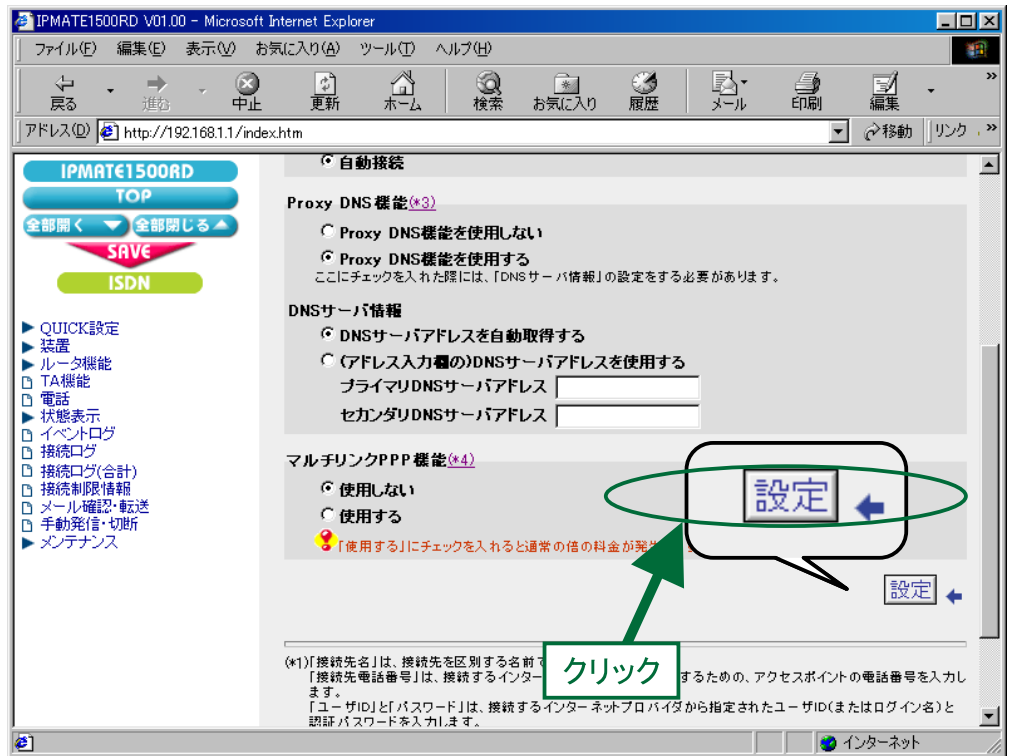 IPMATE1500RD V01.00 - Microsoft Internet Explorer
ファイル(F) 編集(E) 表示(V) お気に入り(A) ツール(T) ヘルプ(H)
戻る 進む 中止 更新 ホーム 検索 お気に入り 履歴 メール 印刷 編集 »
アドレス(D) http://192.168.1.1/index.htm 移動 リンク »
IPMATE1500RD
TOP
全部開く 全部閉じる
SAVE
ISDN
QUICK設定
装置
ルータ機能
TA機能
電話
状態表示
イベントログ
接続ログ
接続ログ(合計)
接続制限情報
メール確認・転送
手動発信・切断
メンテナンス
自動接続
Proxy DNS機能(*3)
Proxy DNS機能を使用しない
Proxy DNS機能を使用する
ここにチェックを入れた際には、「DNSサーバ情報」の設定をする必要があります。
DNSサーバ情報
DNSサーバアドレスを自動取得する
(アドレス入力欄の)DNSサーバアドレスを使用する
プライマリDNSサーバアドレス
セカンダリDNSサーバアドレス
マルチリンクPPP機能(*4)
使用しない
使用する
「使用する」にチェックを入れると通常の倍の料金が発
設定
設定
クリック
(*1)「接続先名」は、接続先を区別する名前で
「接続先電話番号」は、接続するインター するための、アクセスポイントの電話番号を入力し
ます。
「ユーザID」と「パスワード」は、接続するインターネットプロバイダから指定されたユーザID(またはログイン名)と
認証パスワードを入力します。
インターネット